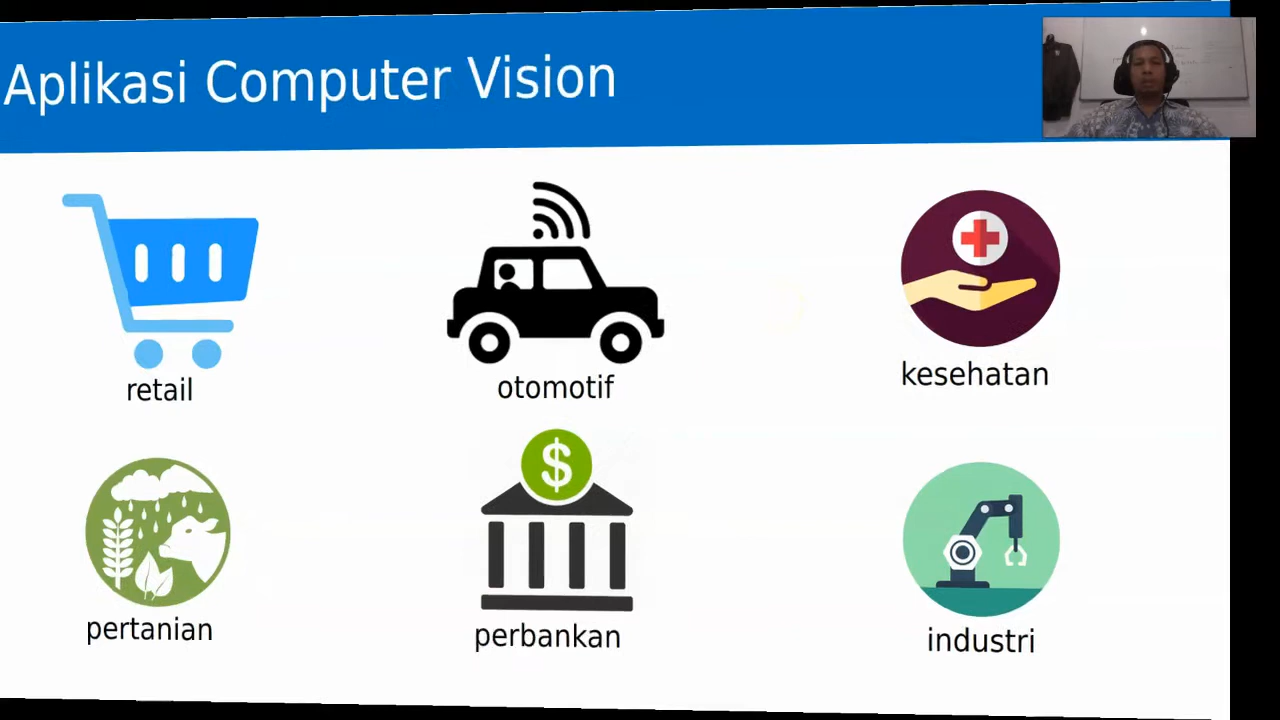 Aplikasi Computer Vision
retail
otomotif
kesehatan
$
pertanian
perbankan
industri